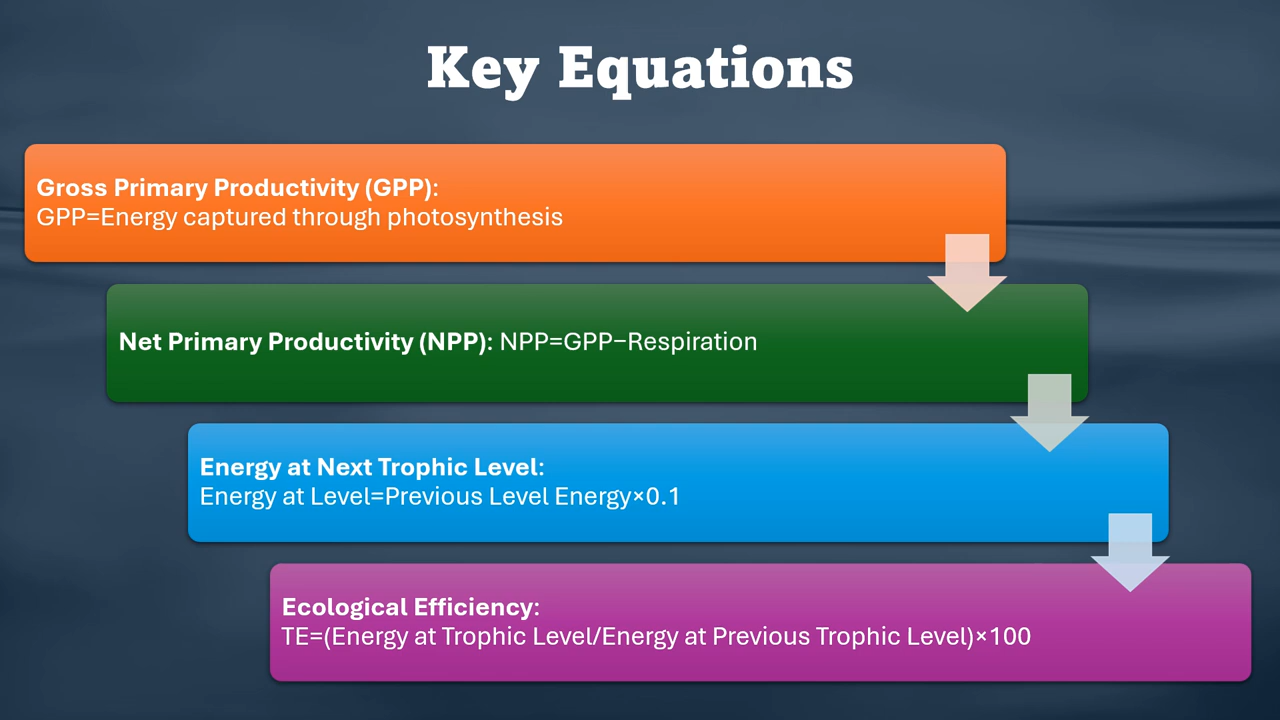 Key Equations
Gross Primary Productivity (GPP):
GPP=Energy captured through photosynthesis
Net Primary Productivity (NPP): NPP=GPP−Respiration
Energy at Next Trophic Level:
Energy at Level=Previous Level Energy×0.1
Ecological Efficiency:
TE=(Energy at Trophic Level/Energy at Previous Trophic Level)×100